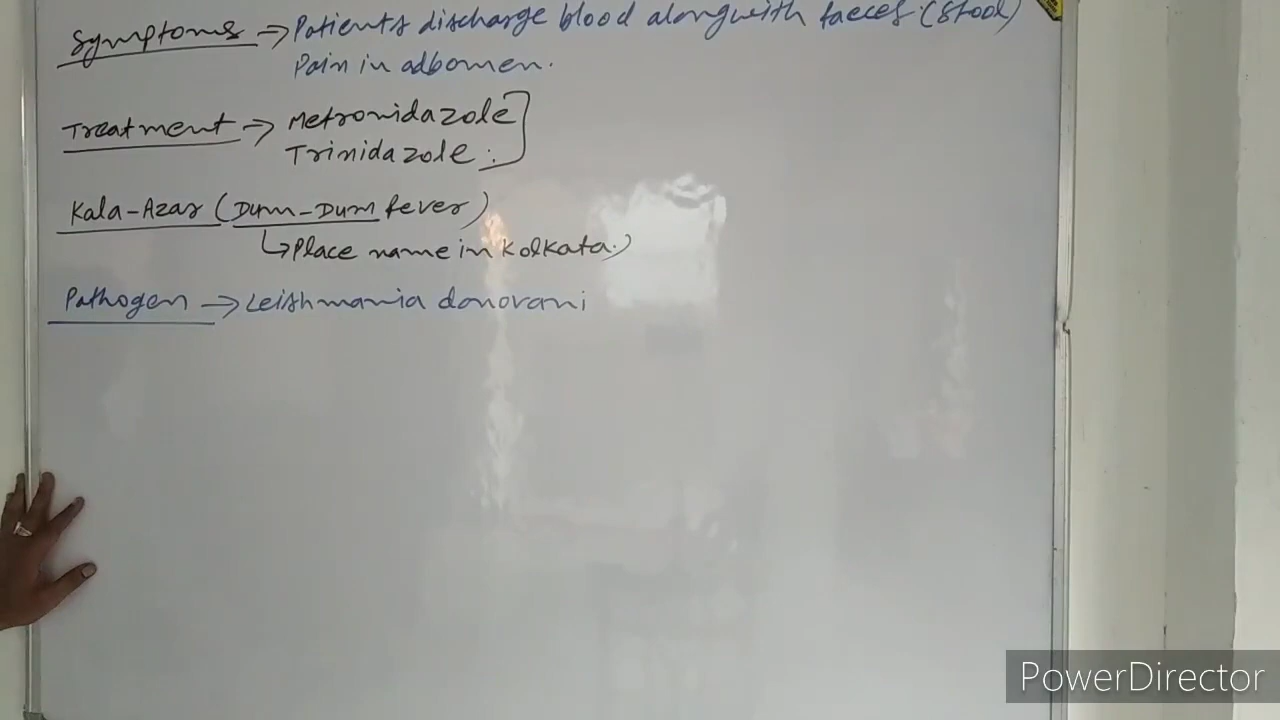 Symptoms → Patients discharge blood alongwith faeces. (Stool)
Pain in adbomen.
Treatment → Metronidazole
Trinidazole.
Kala-Azar (Dum-Dum fever)
↳ Place name in Kolkata.)
Pathogen → Leishmania donovani
PowerDirector